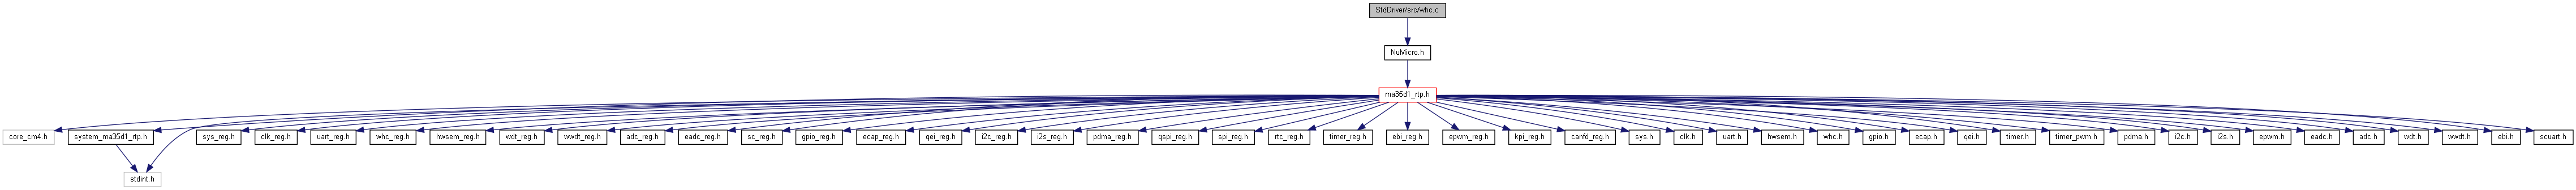 StdDriver/src/whc.c
NuMicro.h
ma35d1_rtp.h
core_cm4.h
system_ma35d1_rtp.h
sys_reg.h
clk_reg.h
uart_reg.h
whc_reg.h
hwsem_reg.h
wdt_reg.h
wwdt_reg.h
adc_reg.h
eadc_reg.h
sc_reg.h
gpio_reg.h
ecap_reg.h
qei_reg.h
i2c_reg.h
i2s_reg.h
pdma_reg.h
qspi_reg.h
spi_reg.h
rtc_reg.h
timer_reg.h
ebi_reg.h
epwm_reg.h
kpi_reg.h
canfd_reg.h
sys.h
clk.h
uart.h
hwsem.h
whc.h
gpio.h
ecap.h
qei.h
timer.h
timer_pwm.h
pdma.h
i2c.h
i2s.h
epwm.h
eadc.h
adc.h
wdt.h
wwdt.h
ebi.h
scuart.h
stdint.h